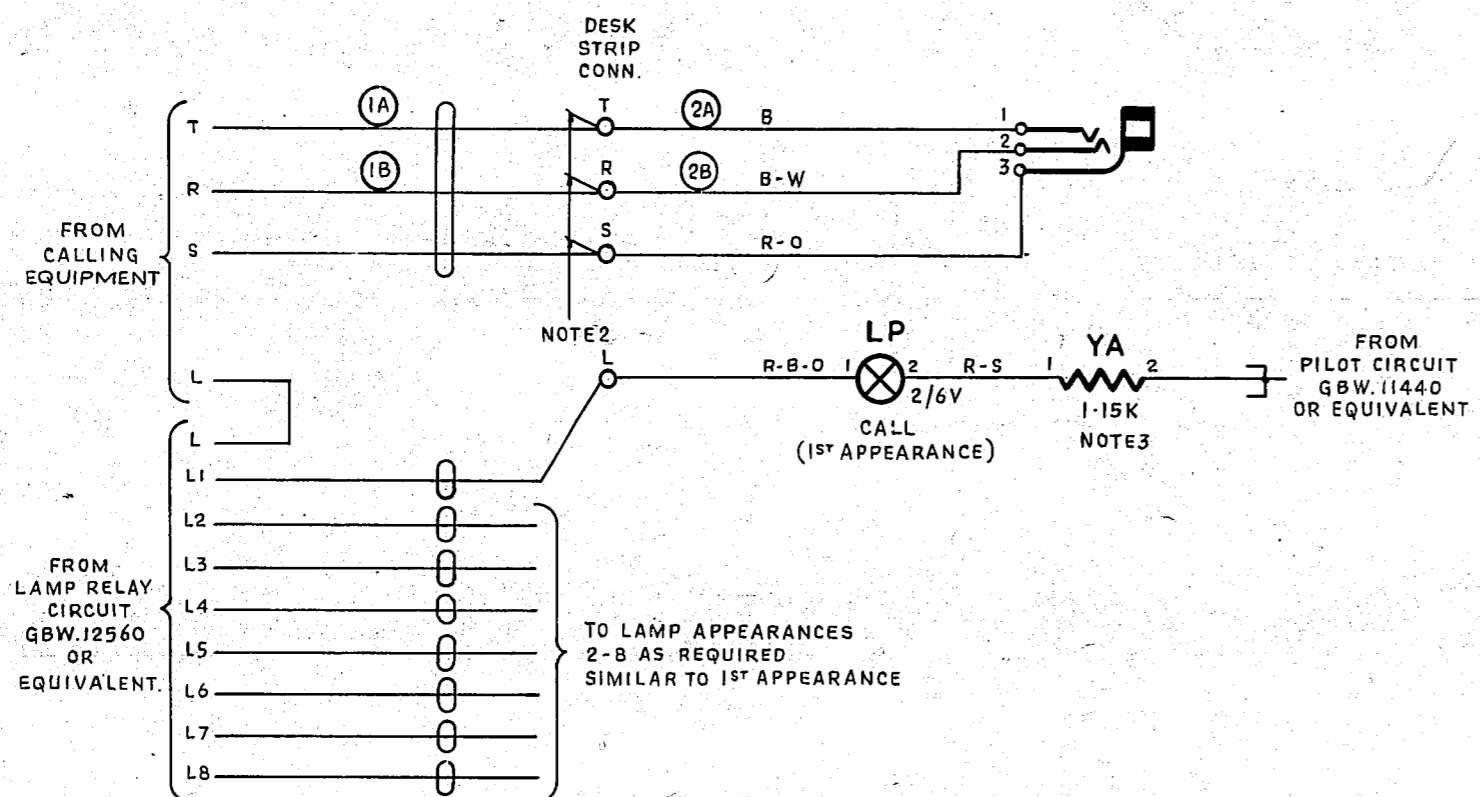 DESK
STRIP
CONN.
1A
T
2A
B
1
T
2
1B
R
2B
B-W
3
R
FROM
CALLING
EQUIPMENT
S
S
R-O
NOTE 2
L
L
R-B-O
1
LP
2
2/6V
CALL
(1ST APPEARANCE)
R-S
1
YA
2
1·15K
NOTE3
FROM
PILOT CIRCUIT
GBW.11440
OR EQUIVALENT
L
L1
L2
L3
L4
L5
L6
L7
L8
FROM
LAMP RELAY
CIRCUIT
GBW.12560
OR
EQUIVALENT.
TO LAMP APPEARANCES
2-8 AS REQUIRED
SIMILAR TO 1ST APPEARANCE